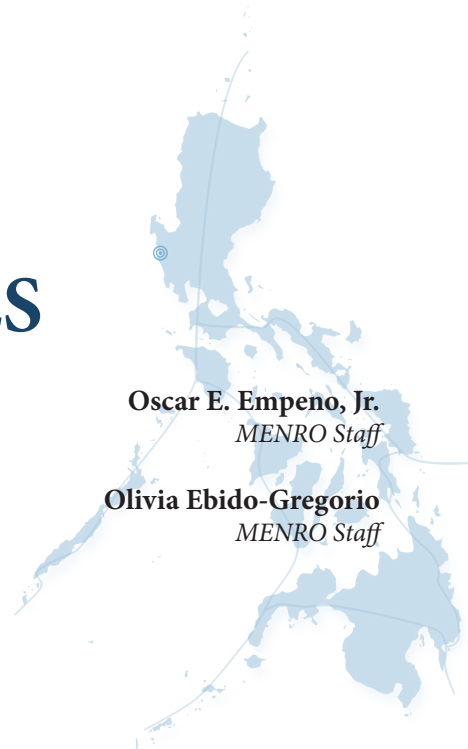 Oscar E. Empeno, Jr.
MENRO Staff
Olivia Ebido-Gregorio
MENRO Staff